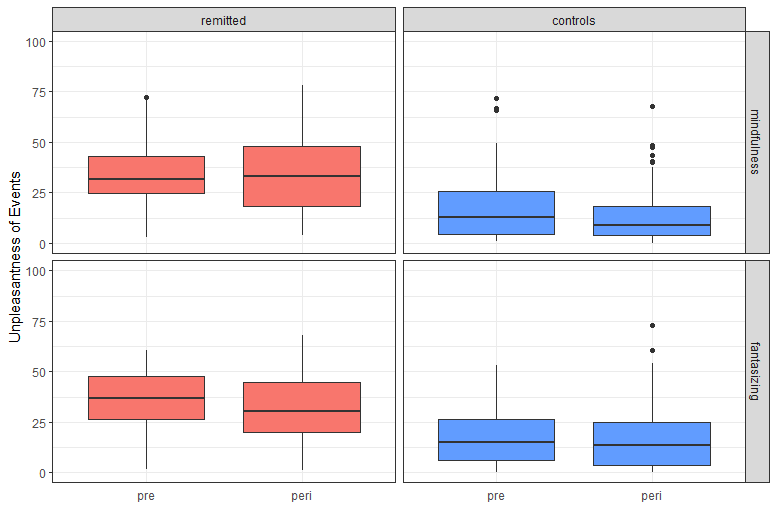 remitted
controls
Unpleasantness of Events
100
75
50
25
0
mindfulness
100
75
50
25
0
fantasizing
pre
peri
pre
peri